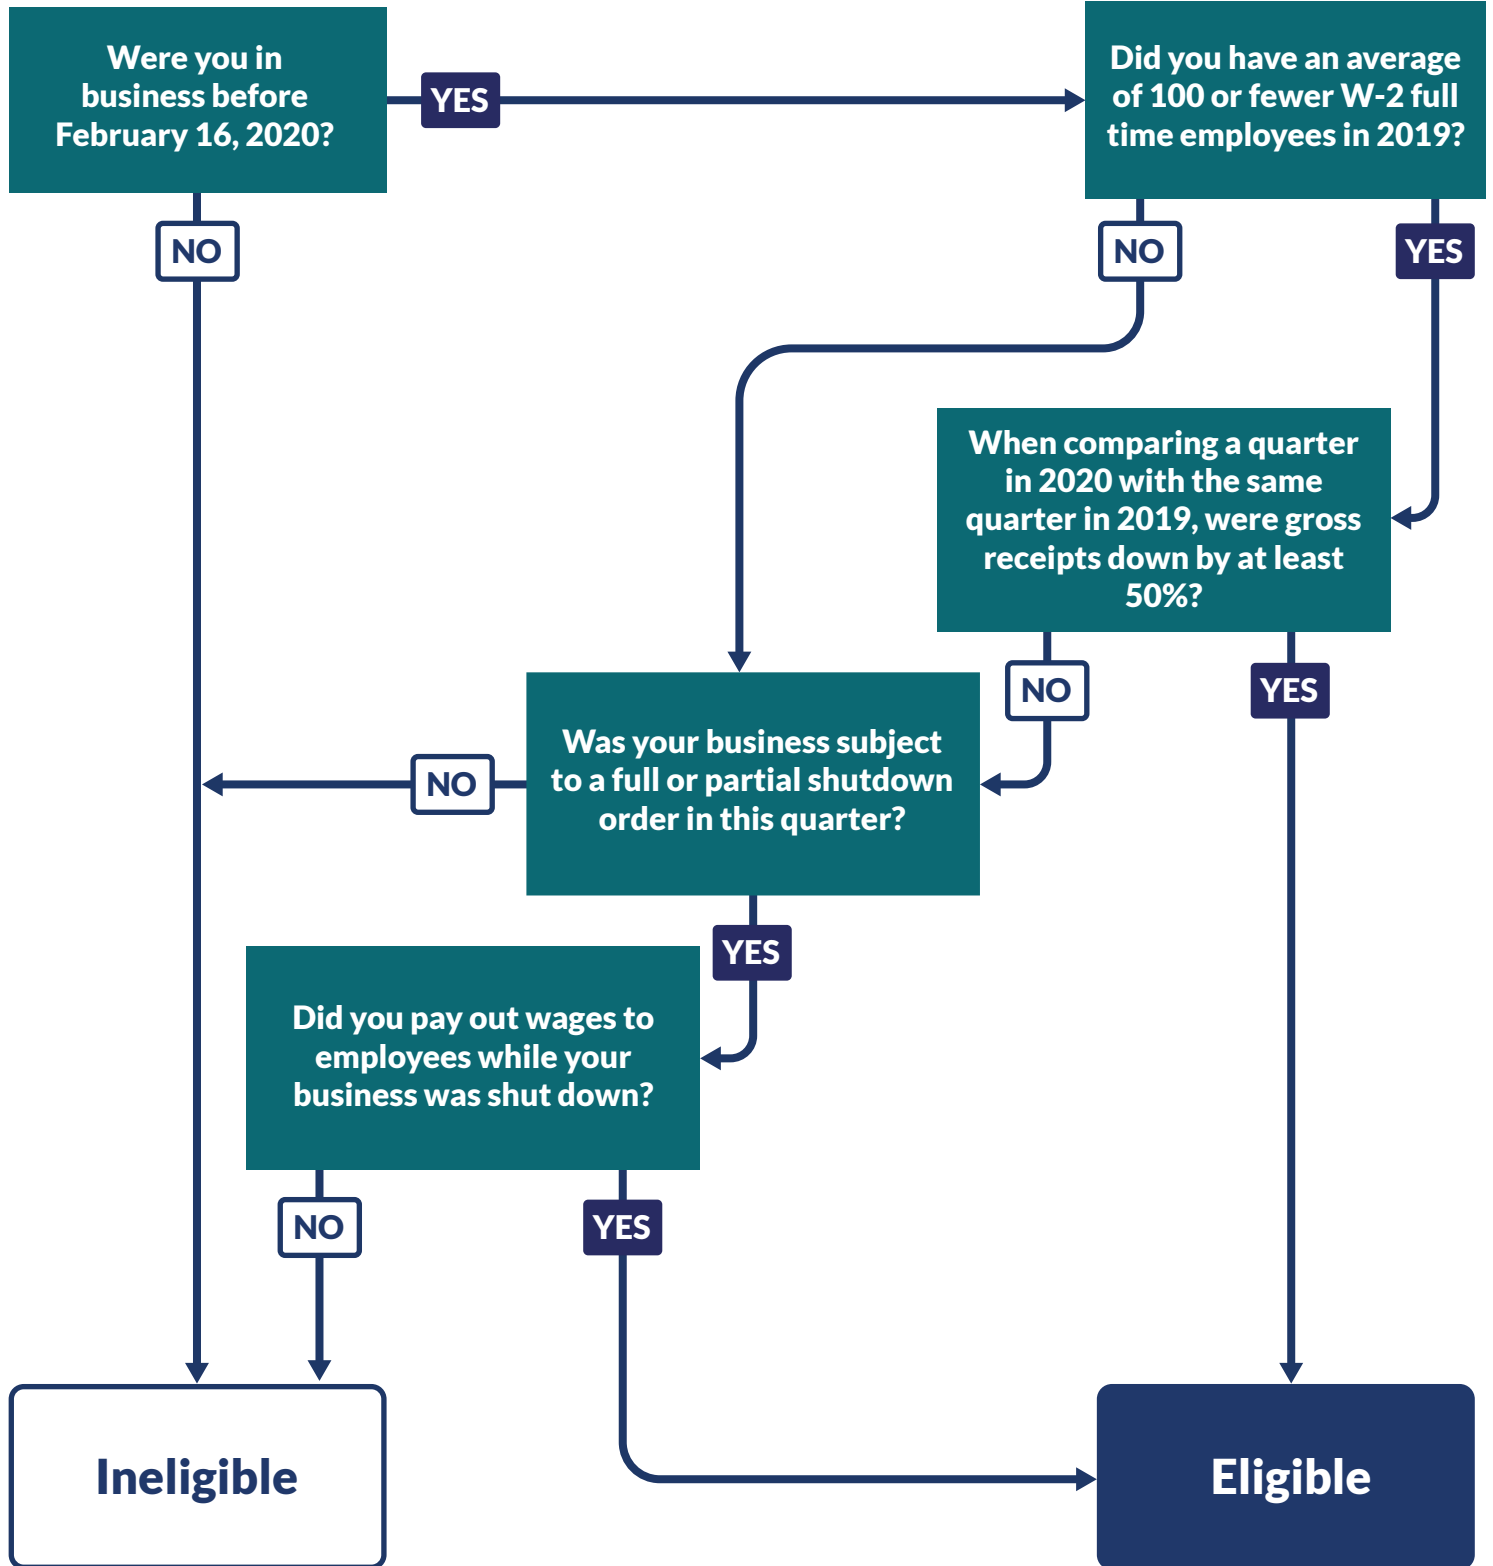 Were you in
business before
February 16, 2020?
YES
Did you have an average
of 100 or fewer W-2 full
time employees in 2019?
NO
NO
YES
When comparing a quarter
in 2020 with the same
quarter in 2019, were gross
receipts down by at least
50%?
NO
YES
Was your business subject
to a full or partial shutdown
order in this quarter?
NO
YES
Did you pay out wages to
employees while your
business was shut down?
NO
YES
Ineligible
Eligible